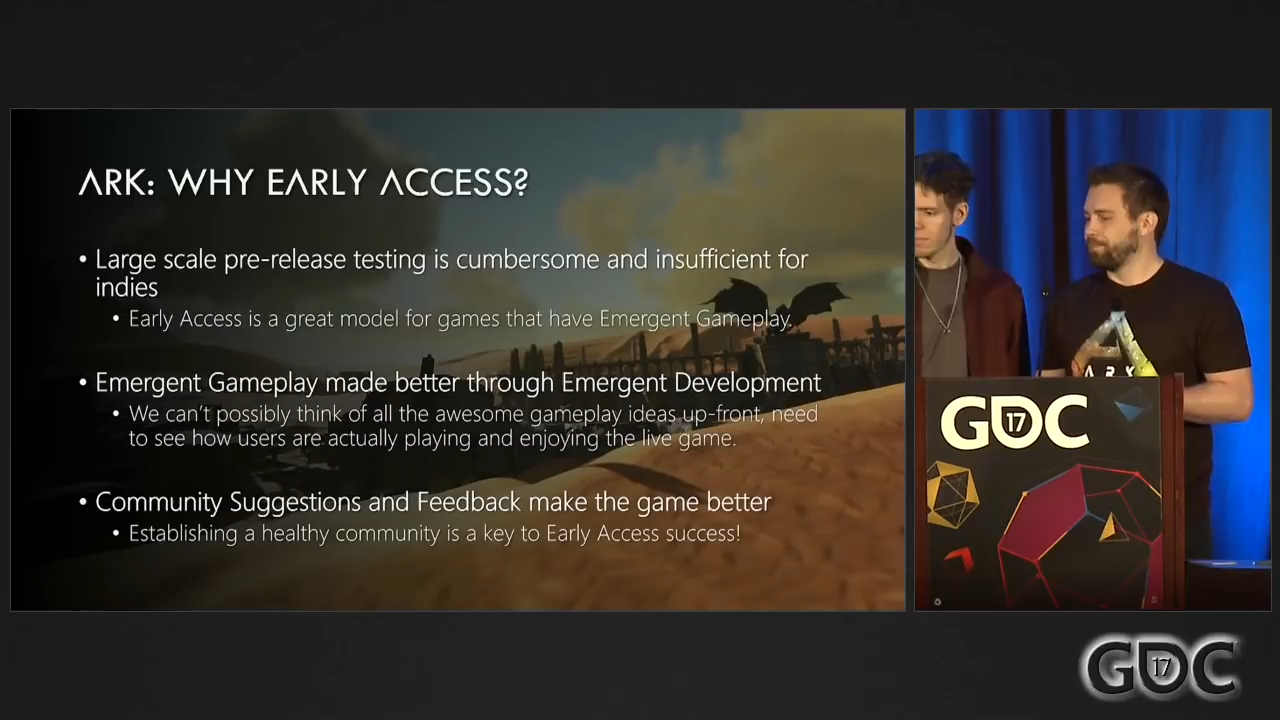 ARK: WHY EARLY ACCESS?
• Large scale pre-release testing is cumbersome and insufficient for
indies
• Early Access is a great model for games that have Emergent Gameplay.
• Emergent Gameplay made better through Emergent Development
• We can't possibly think of all the awesome gameplay ideas up-front, need
to see how users are actually playing and enjoying the live game.
• Community Suggestions and Feedback make the game better
• Establishing a healthy community is a key to Early Access success!
ARK
GDC
17
GDC
17